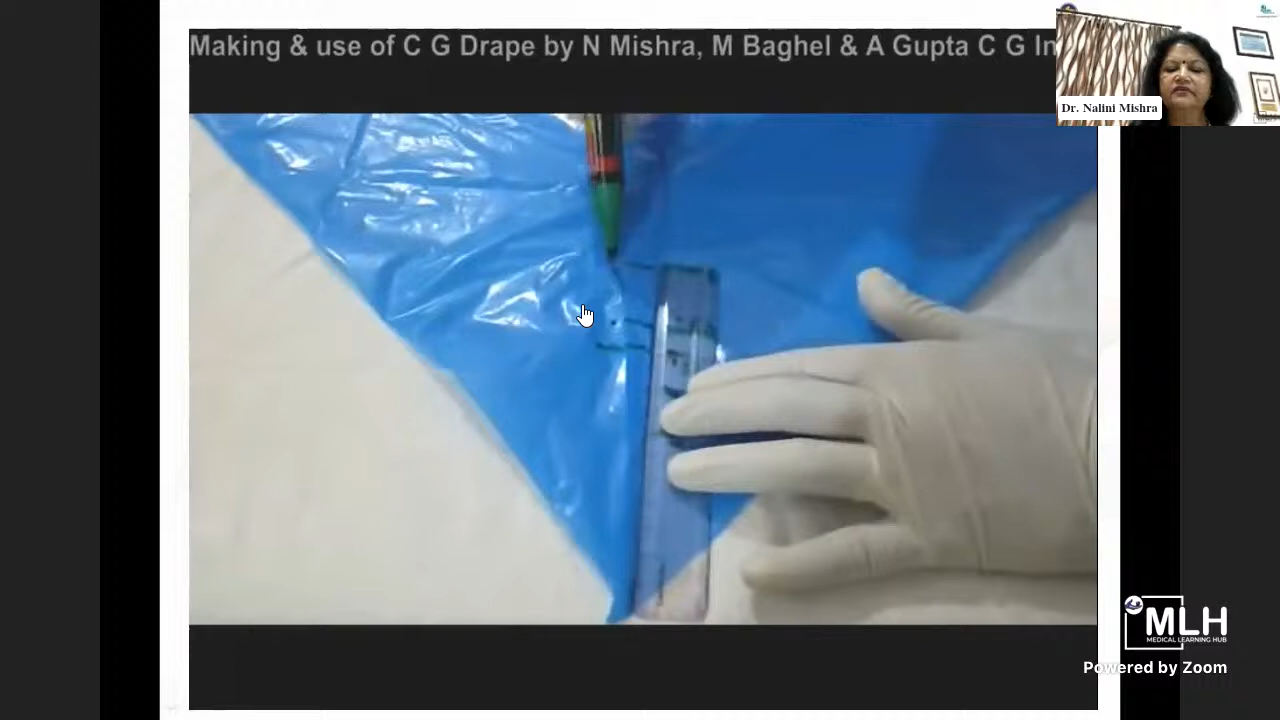 Making & use of C G Drape by N Mishra, M Baghel & A Gupta C G In
Dr. Nalini Mishra
MLH
MEDICAL LEARNING HUB
Powered by Zoom